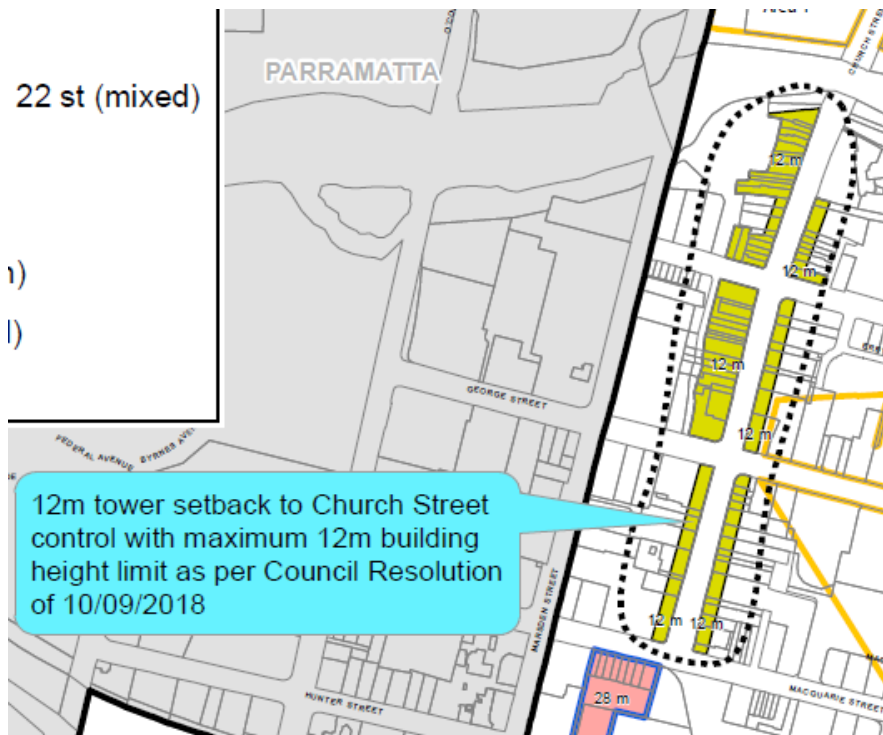 PARRAMATTA
22 st (mixed)
CHURCH STRE
12 m
12 m
12 m
12 m
GEORGE STREET
FEDERAL AVENUE
12m tower setback to Church Street
control with maximum 12m building
height limit as per Council Resolution
of 10/09/2018
12 m
12 m
MARSDEN STREET
28 m
HUNTER STREET
MACQUARIE STREET